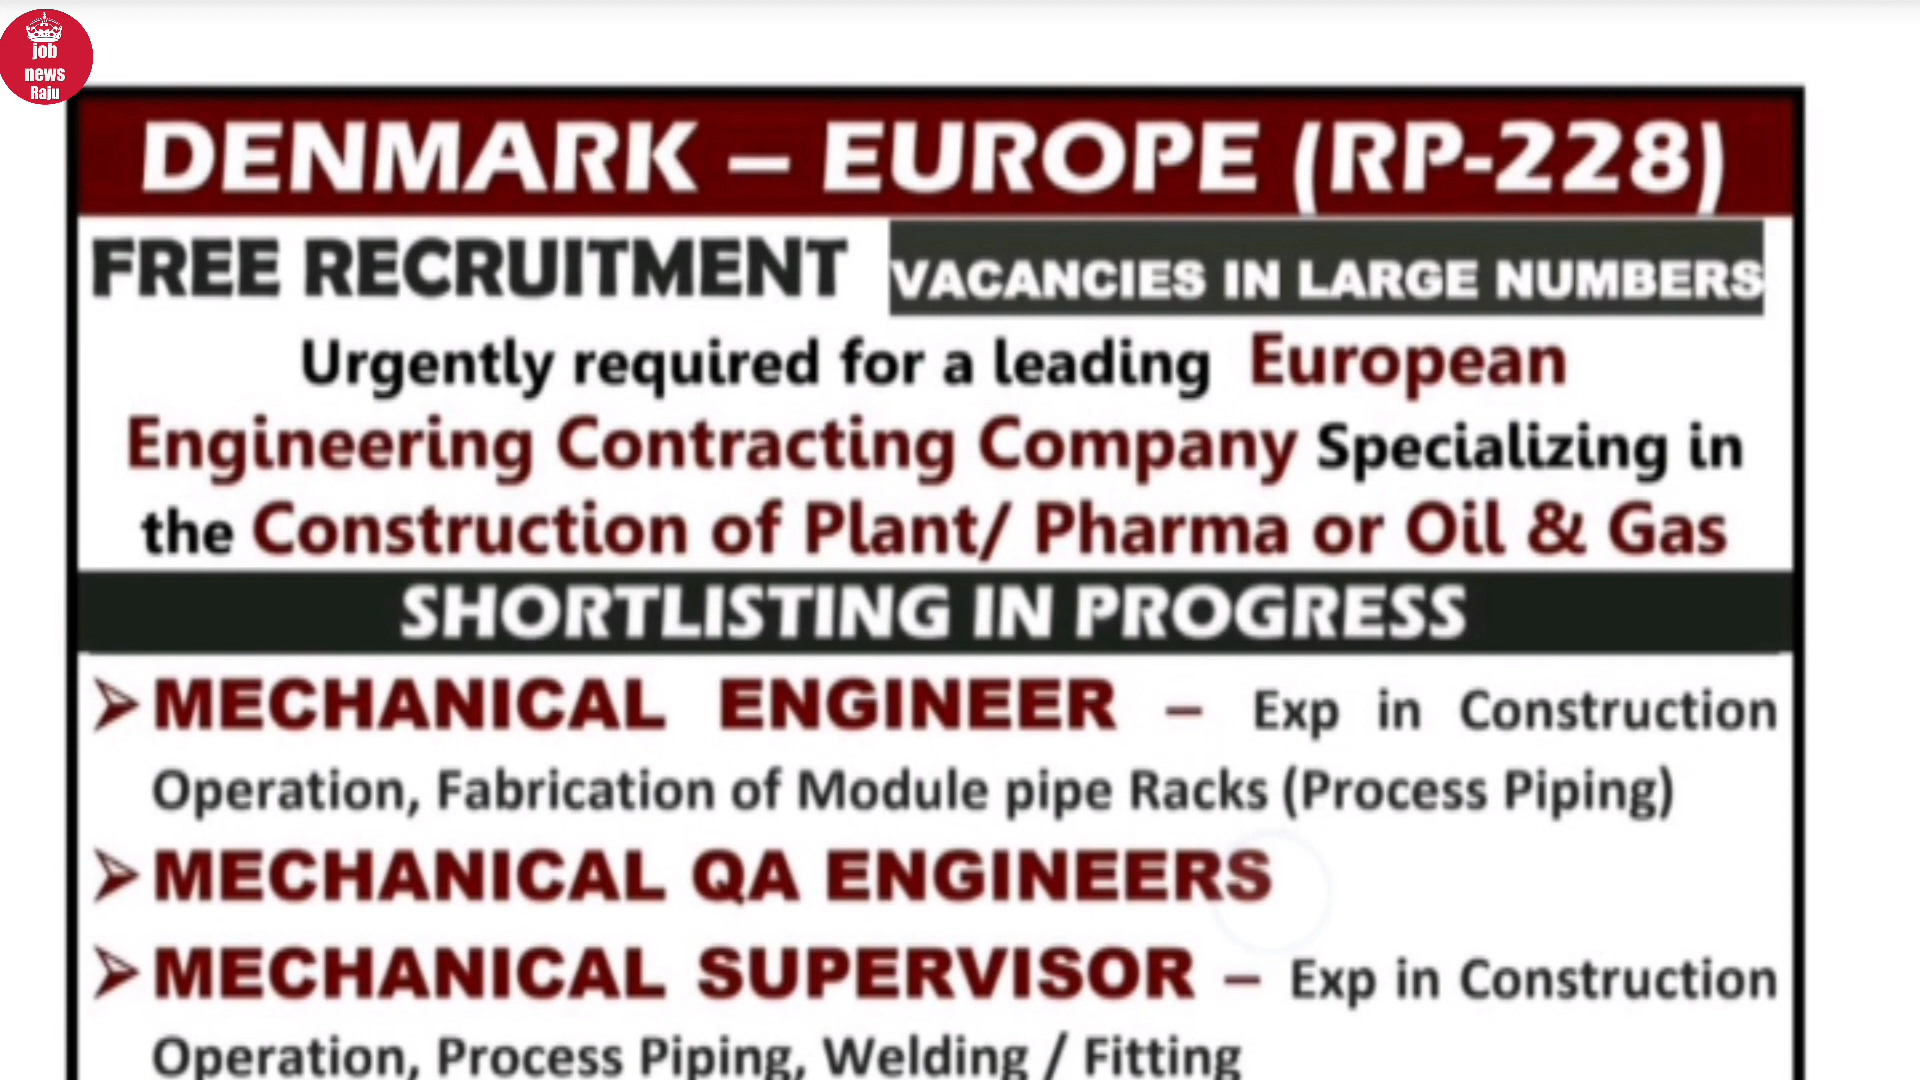 job
news
Raju
DENMARK – EUROPE (RP-228)
FREE RECRUITMENT VACANCIES IN LARGE NUMBERS
Urgently required for a leading European
Engineering Contracting Company Specializing in
the Construction of Plant/ Pharma or Oil & Gas
SHORTLISTING IN PROGRESS
➢ MECHANICAL ENGINEER – Exp in Construction
Operation, Fabrication of Module pipe Racks (Process Piping)
➢ MECHANICAL QA ENGINEERS
➢ MECHANICAL SUPERVISOR – Exp in Construction
Operation, Process Piping, Welding / Fitting